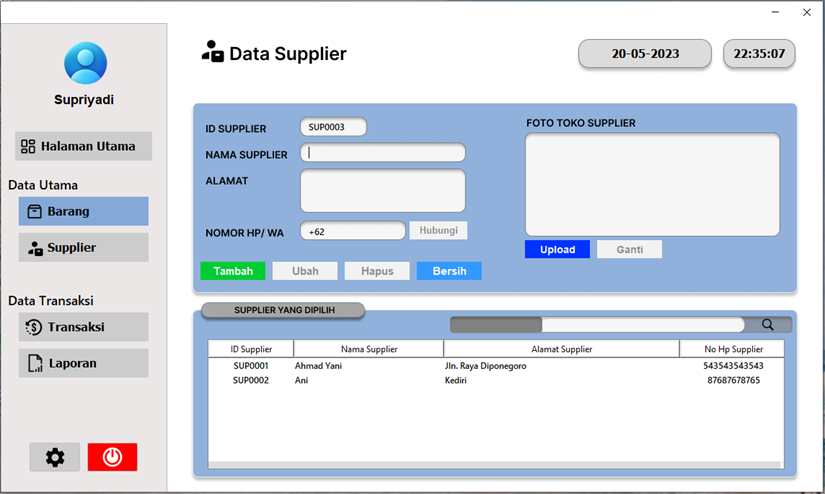 Supriyadi
Halaman Utama
Data Utama
Barang
Supplier
Data Transaksi
Transaksi
Laporan
Data Supplier
20-05-2023
22:35:07
ID SUPPLIER
SUP0003
NAMA SUPPLIER
ALAMAT
NOMOR HP/ WA
+62
Hubungi
Tambah
Ubah
Hapus
Bersih
FOTO TOKO SUPPLIER
Upload
Ganti
SUPPLIER YANG DIPILIH
ID Supplier Nama Supplier Alamat Supplier No Hp Supplier
SUP0001 Ahmad Yani Jln. Raya Diponegoro 543543543543
SUP0002 Ani Kediri 87687678765